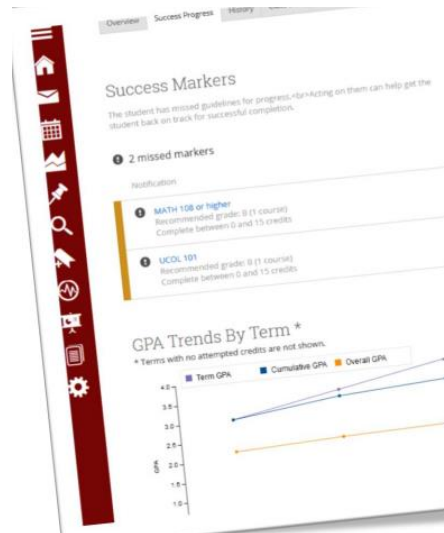 Overview Success Progress History
Success Markers
The student has missed guidelines for progress.<br>Acting on them can help get the
student back on track for successful completion.
2 missed markers
Notification
MATH 108 or higher
Recommended grade: B (1 course)
Complete between 0 and 15 credits
UCOL 101
Recommended grade: B (1 course)
Complete between 0 and 15 credits
GPA Trends By Term *
* Terms with no attempted credits are not shown.
Term GPA Cumulative GPA Overall GPA
4.0
3.5
3.0
2.5
GPA
2.0
1.5
1.0